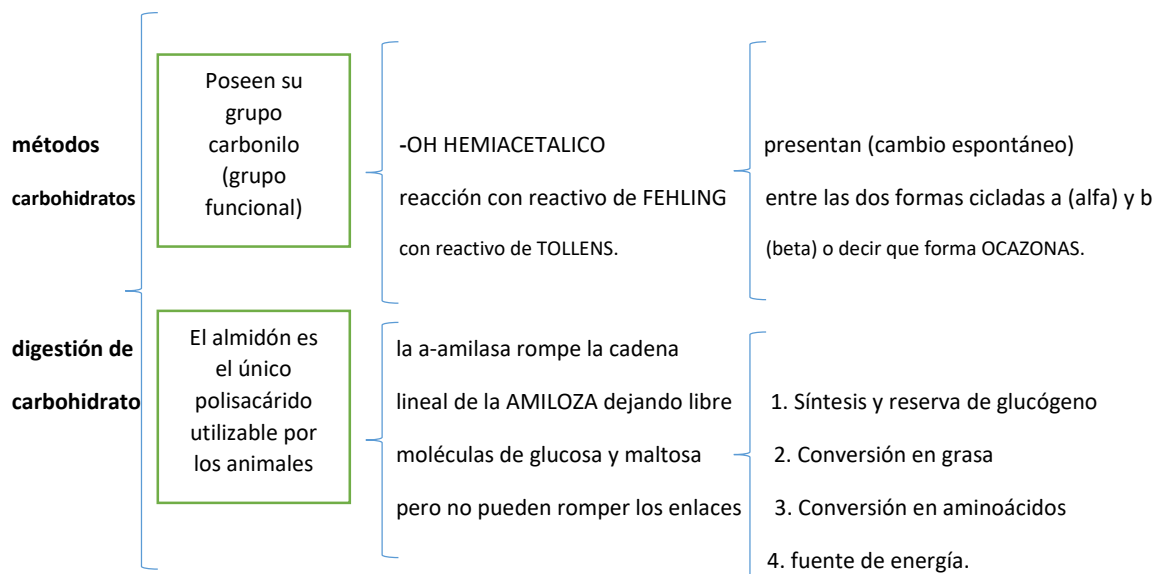 métodos
carbohidratos
Poseen su
grupo
carbonilo
(grupo
funcional)
-OH HEMIACETALICO
reacción con reactivo de FEHLING
con reactivo de TOLLENS.
presentan (cambio espontáneo)
entre las dos formas cicladas a (alfa) y b
(beta) o decir que forma OCAZONAS.
digestión de
carbohidrato
El almidón es
el único
polisacárido
utilizable por
los animales
la a-amilasa rompe la cadena
lineal de la AMILOZA dejando libre
moléculas de glucosa y maltosa
pero no pueden romper los enlaces
1. Síntesis y reserva de glucógeno
2. Conversión en grasa
3. Conversión en aminoácidos
4. fuente de energía.